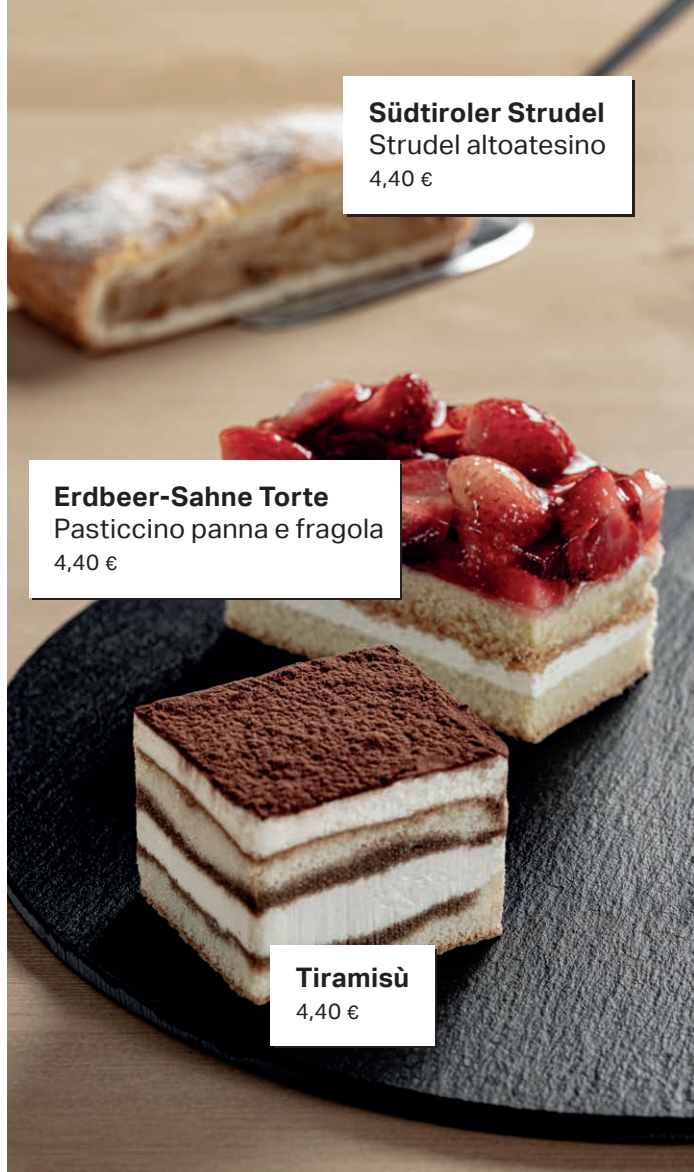 Südtiroler Strudel
Strudel altoatesino
4,40 €
Erdbeer-Sahne Torte
Pasticcino panna e fragola
4,40 €
Tiramisù
4,40 €